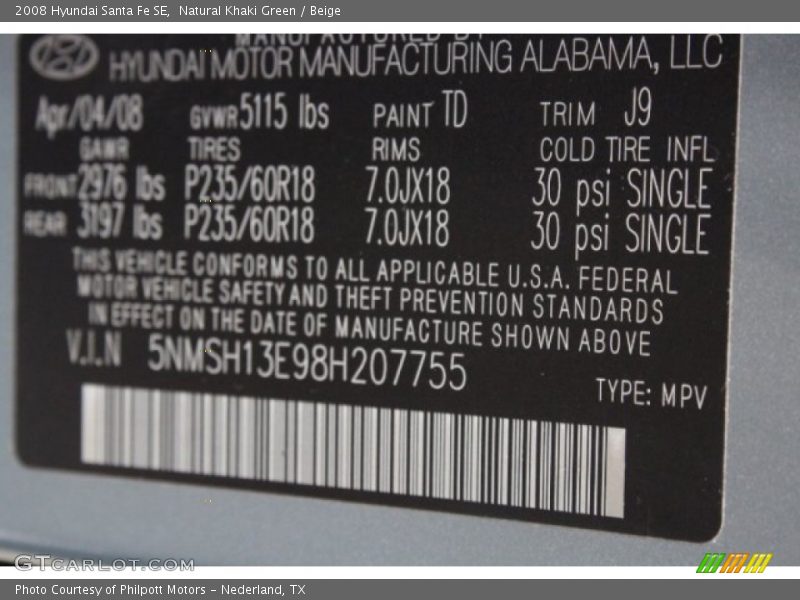 2008 Hyundai Santa Fe SE,  Natural Khaki Green / Beige
MANUFACTURED BY
HYUNDAI MOTOR MANUFACTURING ALABAMA, LLC
Apr/04/08 GVWR 5115 lbs PAINT TD TRIM J9
GAWR TIRES RIMS COLD TIRE INFL
FRONT 2976 lbs P235/60R18 7.0JX18 30 psi SINGLE
REAR 3197 lbs P235/60R18 7.0JX18 30 psi SINGLE
THIS VEHICLE CONFORMS TO ALL APPLICABLE U.S.A. FEDERAL
MOTOR VEHICLE SAFETY AND THEFT PREVENTION STANDARDS
IN EFFECT ON THE DATE OF MANUFACTURE SHOWN ABOVE
V.I.N 5NMSH13E98H207755
TYPE: MPV
GTCARLOT.COM
Photo Courtesy of Philpott Motors - Nederland, TX